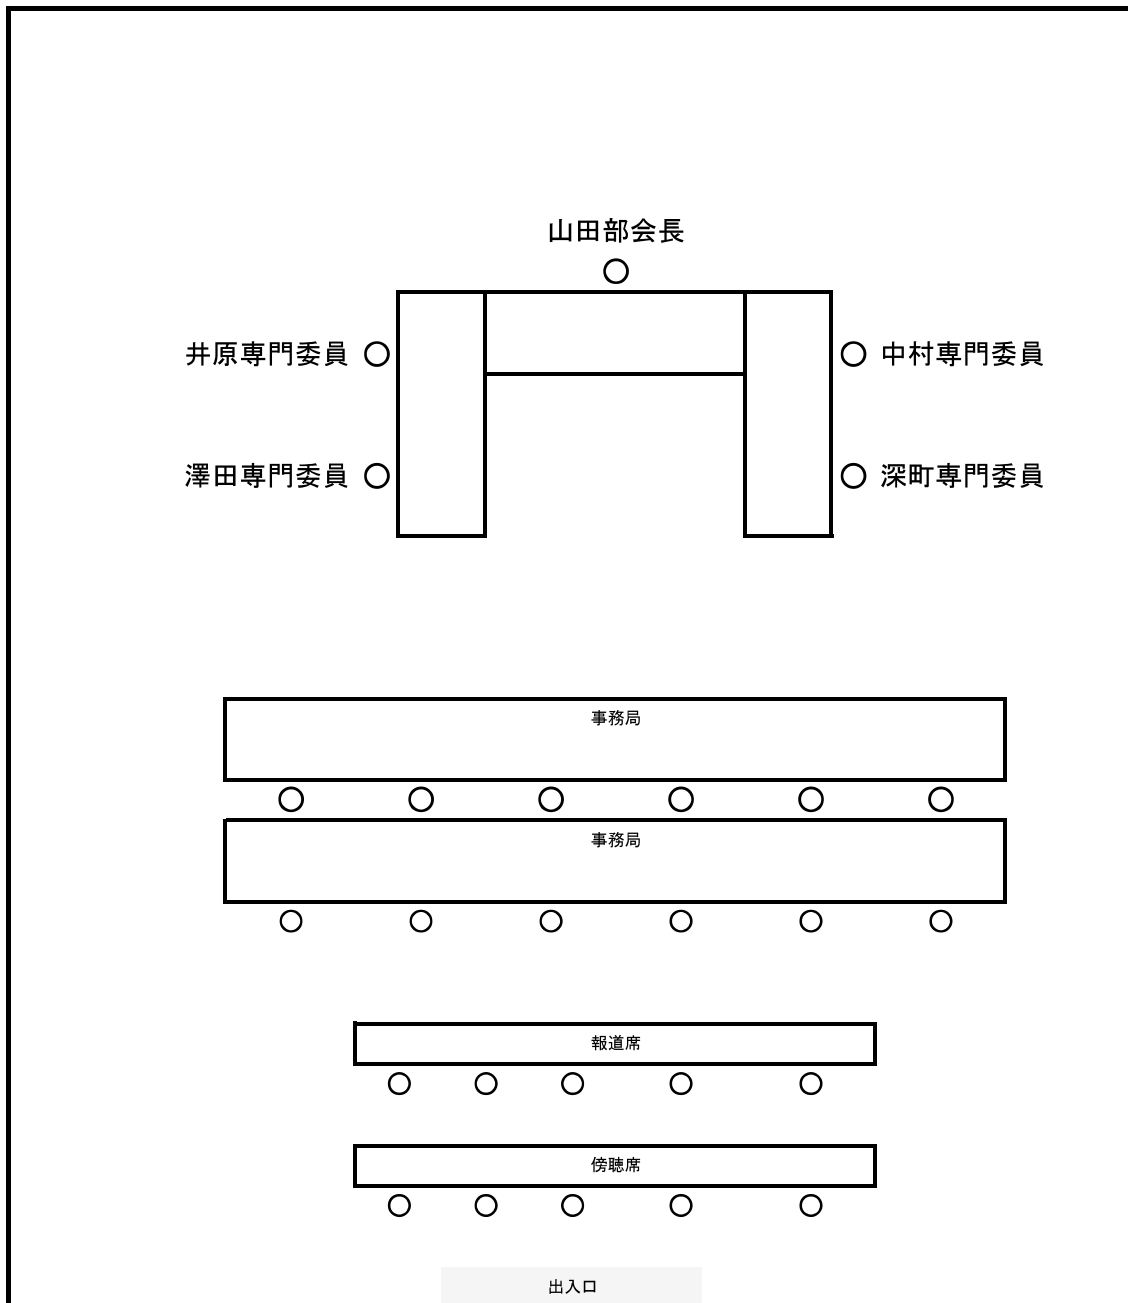 山田部会長
井原専門委員
中村専門委員
澤田専門委員
深町専門委員
事務局
事務局
報道席
傍聴席
出入口